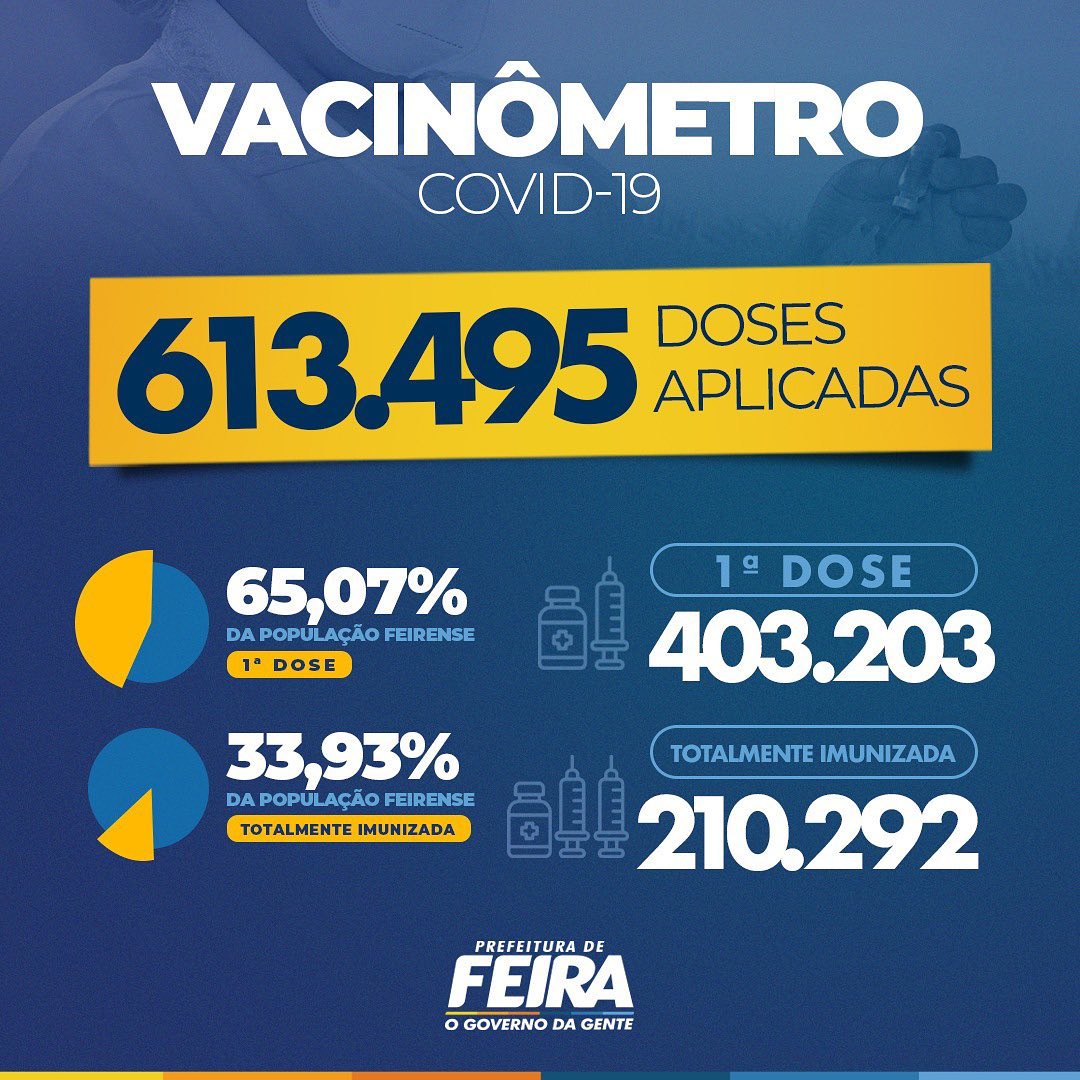 VACINÔMETRO
COVID-19
613.495 DOSES
APLICADAS
65,07%
DA POPULAÇÃO FEIRENSE
1ª DOSE
1ª DOSE
403.203
33,93%
DA POPULAÇÃO FEIRENSE
TOTALMENTE IMUNIZADA
TOTALMENTE IMUNIZADA
210.292
PREFEITURA DE
FEIRA
O GOVERNO DA GENTE